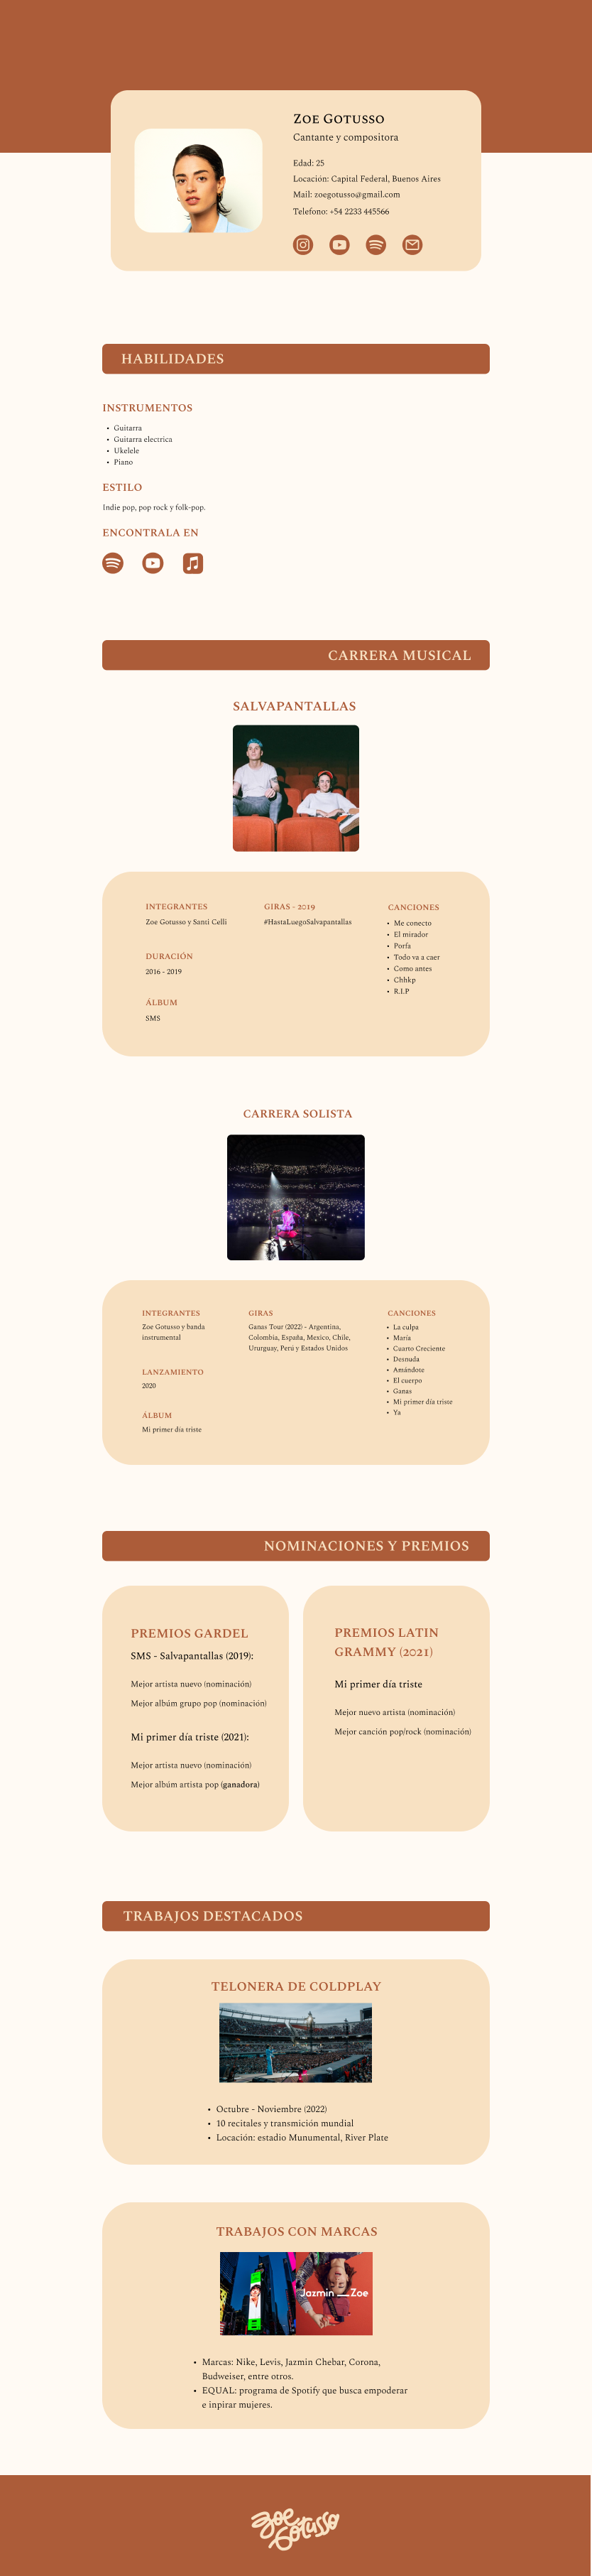 Zoe Gotusso
Cantante y compositora
Edad: 25
Locación: Capital Federal, Buenos Aires
Mail: zoegotusso@gmail.com
Telefono: +54 2233 445566
HABILIDADES
INSTRUMENTOS
• Guitarra
• Guitarra electrica
• Ukelele
• Piano
ESTILO
Indie pop, pop rock y folk-pop.
ENCONTRALA EN
CARRERA MUSICAL
SALVAPANTALLAS
INTEGRANTES
Zoe Gotusso y Santi Celli
DURACIÓN
2016 - 2019
ÁLBUM
SMS
GIRAS - 2019
#HastaLuegoSalvapantallas
CANCIONES
• Me conecto
• El mirador
• Porfa
• Todo va a caer
• Como antes
• Chhkp
• R.I.P
CARRERA SOLISTA
INTEGRANTES
Zoe Gotusso y banda
instrumental
LANZAMIENTO
2020
ÁLBUM
Mi primer día triste
GIRAS
Ganas Tour (2022) - Argentina,
Colombia, España, Mexico, Chile,
Ururguay, Perú y Estados Unidos
CANCIONES
• La culpa
• María
• Cuarto Creciente
• Desnuda
• Amándote
• El cuerpo
• Ganas
• Mi primer día triste
• Ya
NOMINACIONES Y PREMIOS
PREMIOS GARDEL
SMS - Salvapantallas (2019):
Mejor artista nuevo (nominación)
Mejor albúm grupo pop (nominación)
Mi primer día triste (2021):
Mejor artista nuevo (nominación)
Mejor albúm artista pop (ganadora)
PREMIOS LATIN
GRAMMY (2021)
Mi primer día triste
Mejor nuevo artista (nominación)
Mejor canción pop/rock (nominación)
TRABAJOS DESTACADOS
TELONERA DE COLDPLAY
• Octubre - Noviembre (2022)
• 10 recitales y transmición mundial
• Locación: estadio Munumental, River Plate
TRABAJOS CON MARCAS
Jazmin __ Zoe
• Marcas: Nike, Levis, Jazmin Chebar, Corona,
Budweiser, entre otros.
• EQUAL: programa de Spotify que busca empoderar
e inpirar mujeres.
Zoe
Gotusso